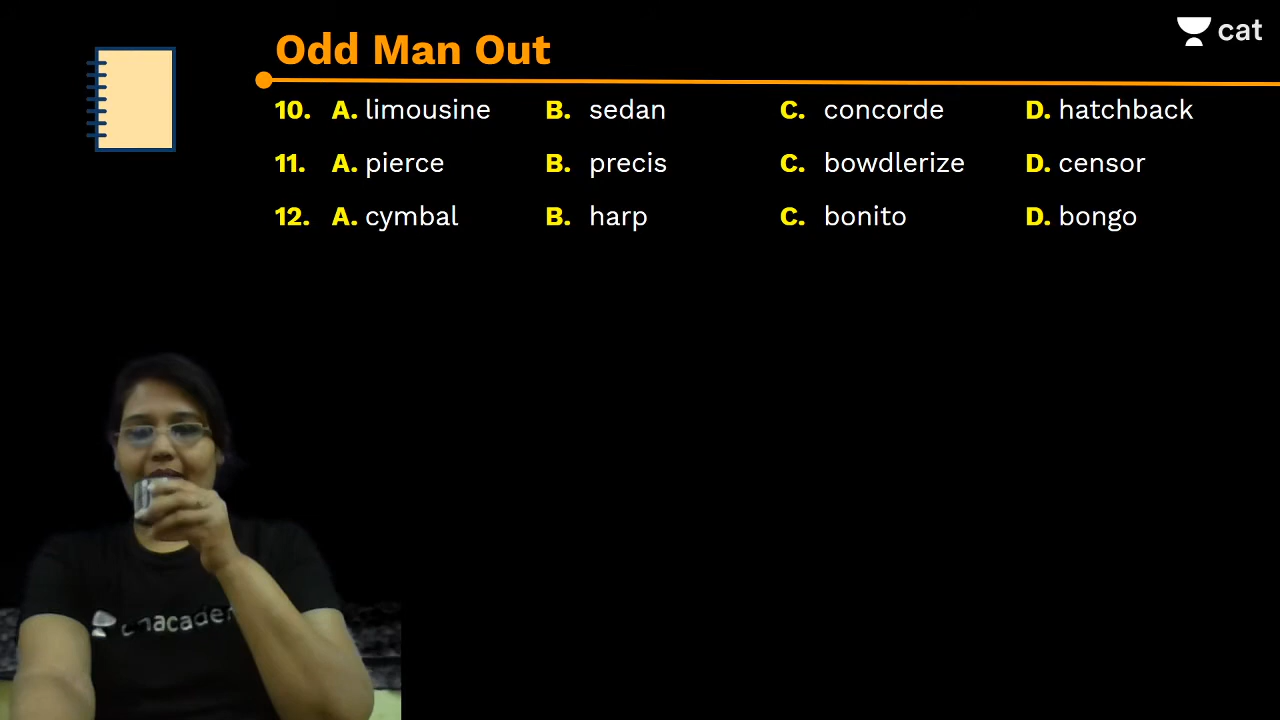 cat
Odd Man Out
10. A. limousine B. sedan C. concorde D. hatchback
11. A. pierce B. precis C. bowdlerize D. censor
12. A. cymbal B. harp C. bonito D. bongo